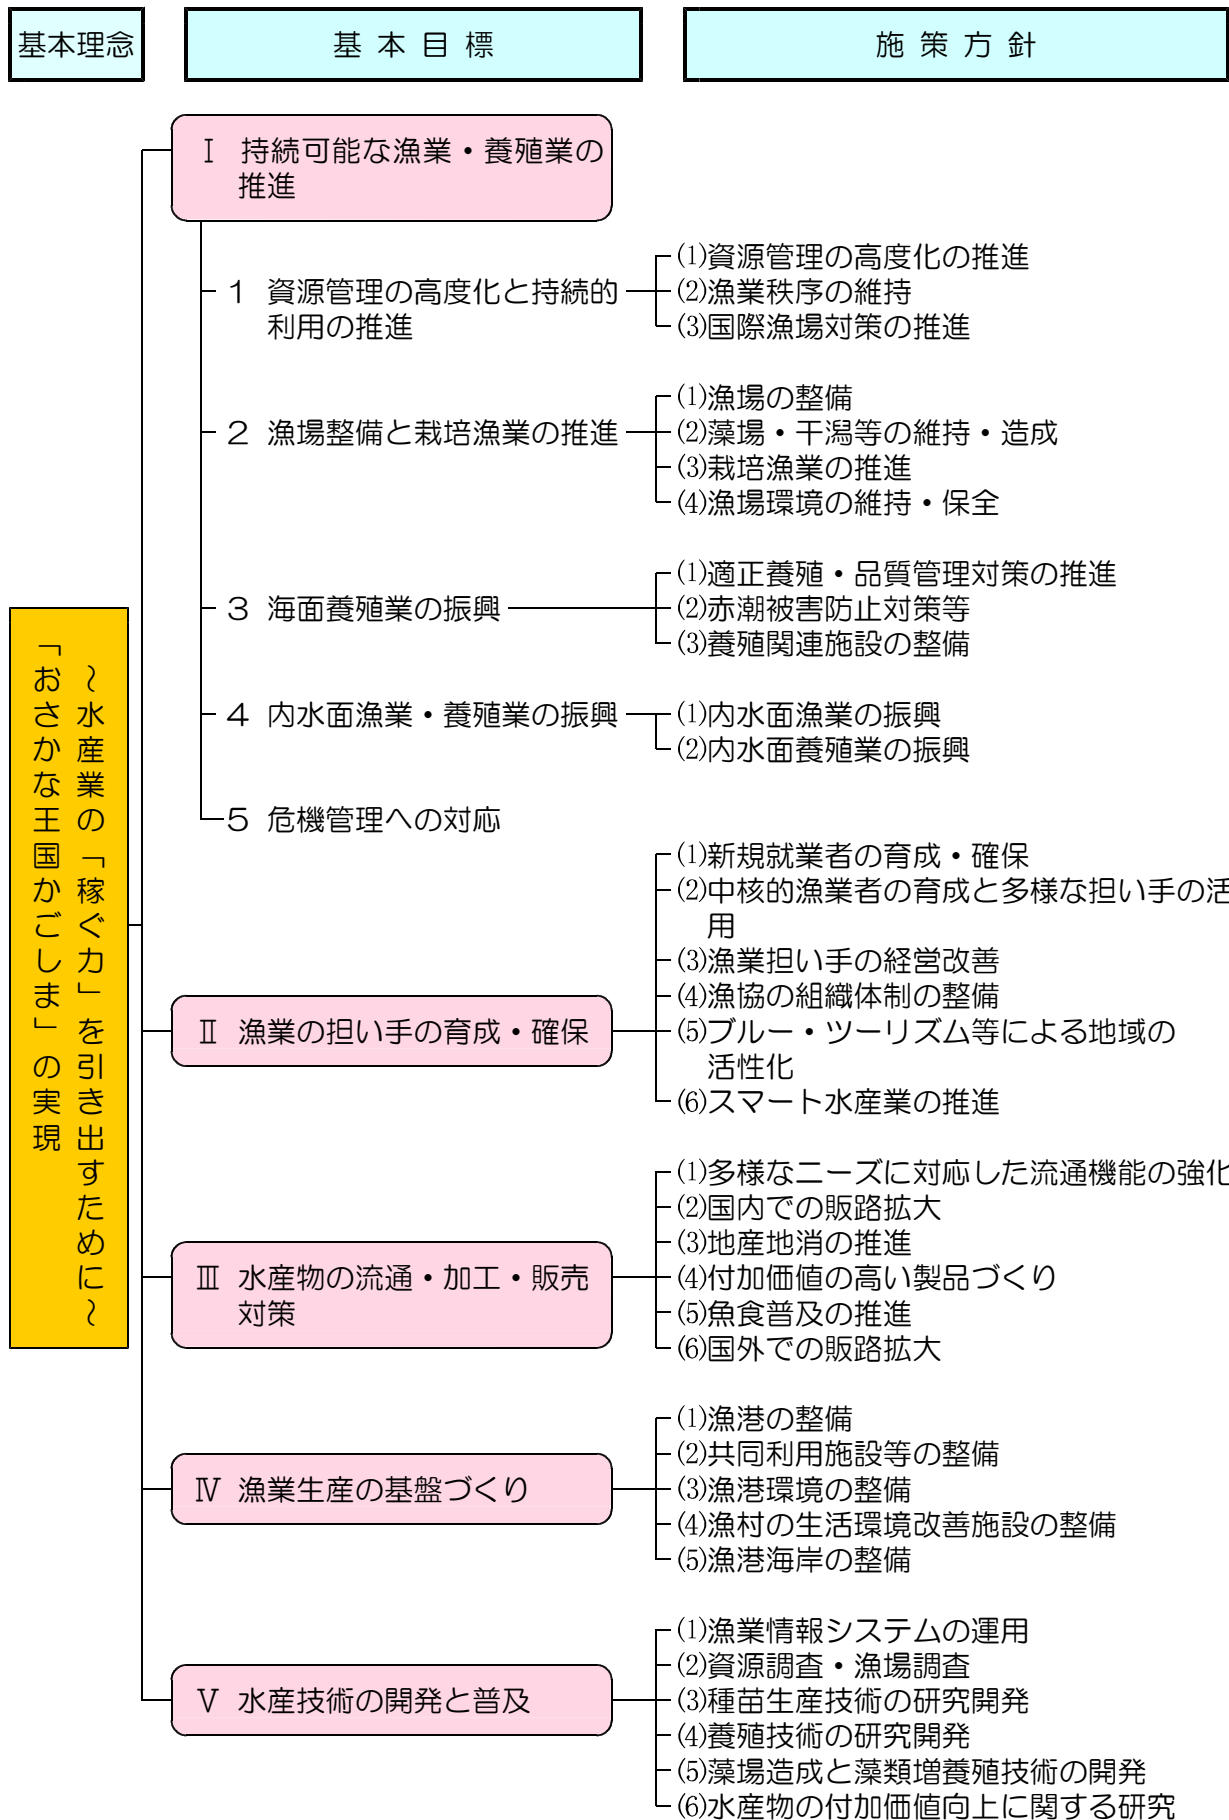 基本理念
基本目標
施策方針
「おさかな王国かごしま」の実現
～水産業の「稼ぐ力」を引き出すために～
Ⅰ 持続可能な漁業・養殖業の
推進
1 資源管理の高度化と持続的
利用の推進
⑴資源管理の高度化の推進
⑵漁業秩序の維持
⑶国際漁場対策の推進
2 漁場整備と栽培漁業の推進
⑴漁場の整備
⑵藻場・干潟等の維持・造成
⑶栽培漁業の推進
⑷漁場環境の維持・保全
3 海面養殖業の振興
⑴適正養殖・品質管理対策の推進
⑵赤潮被害防止対策等
⑶養殖関連施設の整備
4 内水面漁業・養殖業の振興
⑴内水面漁業の振興
⑵内水面養殖業の振興
5 危機管理への対応
Ⅱ 漁業の担い手の育成・確保
⑴新規就業者の育成・確保
⑵中核的漁業者の育成と多様な担い手の活
用
⑶漁業担い手の経営改善
⑷漁協の組織体制の整備
⑸ブルー・ツーリズム等による地域の
活性化
⑹スマート水産業の推進
Ⅲ 水産物の流通・加工・販売
対策
⑴多様なニーズに対応した流通機能の強化
⑵国内での販路拡大
⑶地産地消の推進
⑷付加価値の高い製品づくり
⑸魚食普及の推進
⑹国外での販路拡大
Ⅳ 漁業生産の基盤づくり
⑴漁港の整備
⑵共同利用施設等の整備
⑶漁港環境の整備
⑷漁村の生活環境改善施設の整備
⑸漁港海岸の整備
Ⅴ 水産技術の開発と普及
⑴漁業情報システムの運用
⑵資源調査・漁場調査
⑶種苗生産技術の研究開発
⑷養殖技術の研究開発
⑸藻場造成と藻類増養殖技術の開発
⑹水産物の付加価値向上に関する研究